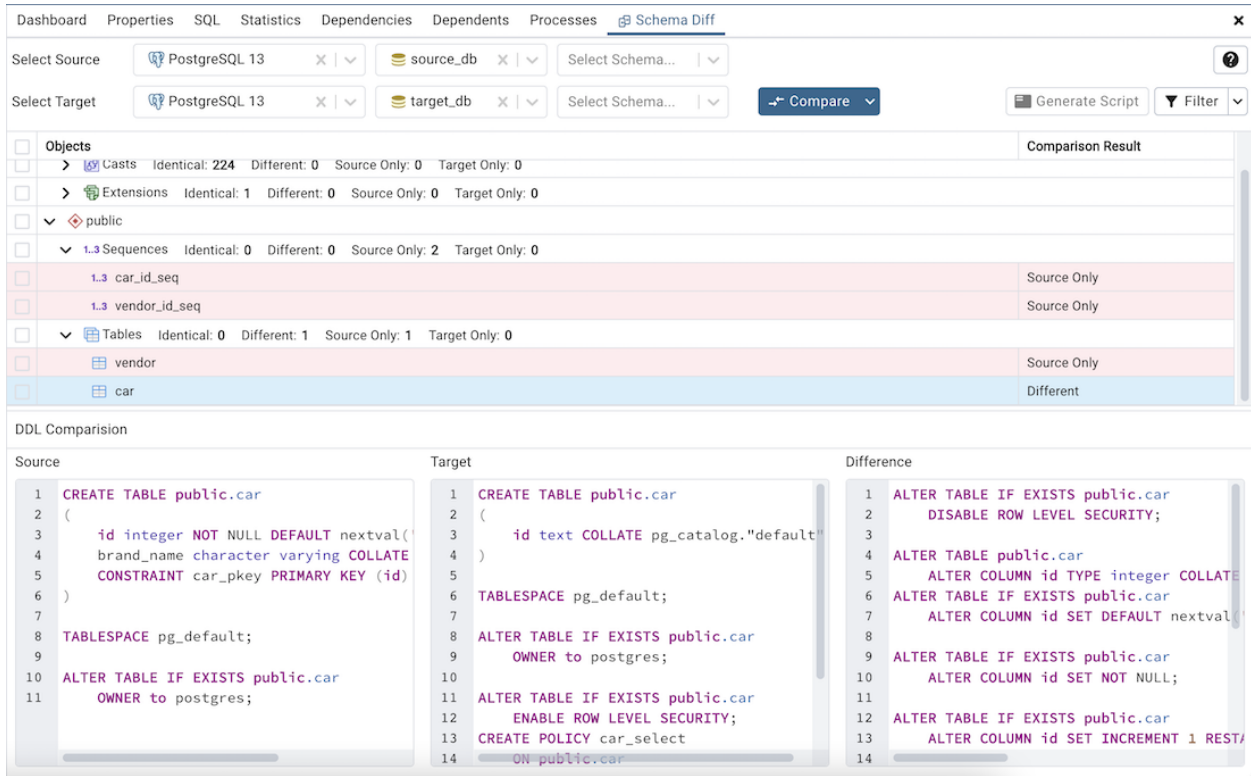 Dashboard Properties SQL Statistics Dependencies Dependents Processes Schema Diff
Select Source PostgreSQL 13 source_db Select Schema...
Select Target PostgreSQL 13 target_db Select Schema... Compare Generate Script Filter
Objects Comparison Result
Casts Identical: 224 Different: 0 Source Only: 0 Target Only: 0
Extensions Identical: 1 Different: 0 Source Only: 0 Target Only: 0
public
1..3 Sequences Identical: 0 Different: 0 Source Only: 2 Target Only: 0
1..3 car_id_seq Source Only
1..3 vendor_id_seq Source Only
Tables Identical: 0 Different: 1 Source Only: 1 Target Only: 0
vendor Source Only
car Different
DDL Comparision
Source
1 CREATE TABLE public.car
2 (
3 id integer NOT NULL DEFAULT nextval('
4 brand_name character varying COLLATE
5 CONSTRAINT car_pkey PRIMARY KEY (id)
6 )
7
8 TABLESPACE pg_default;
9
10 ALTER TABLE IF EXISTS public.car
11 OWNER to postgres;
Target
1 CREATE TABLE public.car
2 (
3 id text COLLATE pg_catalog."default"
4 )
5
6 TABLESPACE pg_default;
7
8 ALTER TABLE IF EXISTS public.car
9 OWNER to postgres;
10
11 ALTER TABLE IF EXISTS public.car
12 ENABLE ROW LEVEL SECURITY;
13 CREATE POLICY car_select
14 ON public.car
Difference
1 ALTER TABLE IF EXISTS public.car
2 DISABLE ROW LEVEL SECURITY;
3
4 ALTER TABLE public.car
5 ALTER COLUMN id TYPE integer COLLATE
6 ALTER TABLE IF EXISTS public.car
7 ALTER COLUMN id SET DEFAULT nextval('
8
9 ALTER TABLE IF EXISTS public.car
10 ALTER COLUMN id SET NOT NULL;
11
12 ALTER TABLE IF EXISTS public.car
13 ALTER COLUMN id SET INCREMENT 1 RESTA
14